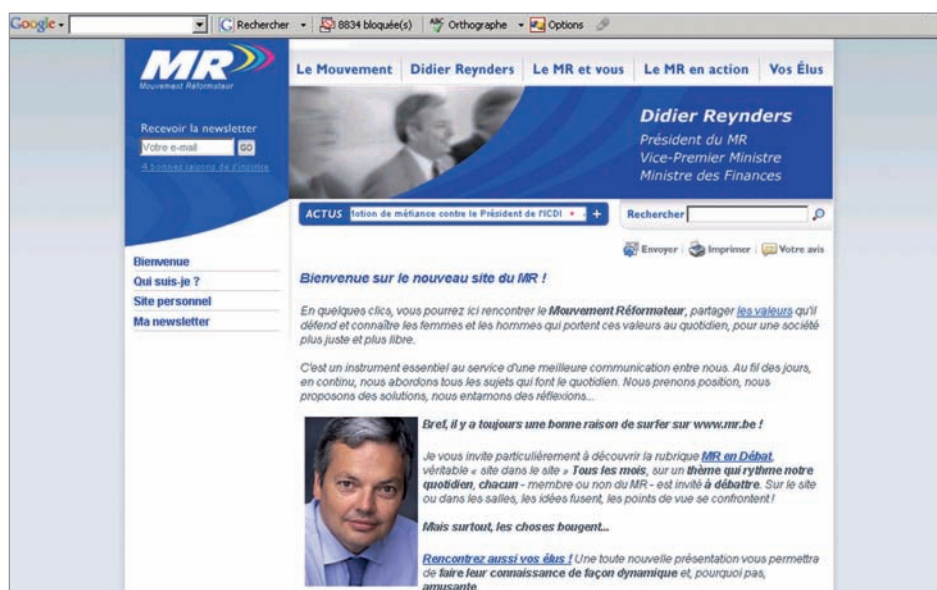 Google
Rechercher
8834 bloquée(s)
Orthographe
Options
MR
Mouvement Réformateur
Le Mouvement
Didier Reynders
Le MR et vous
Le MR en action
Vos Élus
Recevoir la newsletter
Votre e-mail
GO
4 bonnes raisons de s'inscrire
Didier Reynders
Président du MR
Vice-Premier Ministre
Ministre des Finances
ACTUS
Motion de méfiance contre le Président de l'ICDI
+
Rechercher
Envoyer
Imprimer
Votre avis
Bienvenue
Qui suis-je ?
Site personnel
Ma newsletter
Bienvenue sur le nouveau site du MR !
En quelques clics, vous pourrez ici rencontrer le Mouvement Réformateur, partager les valeurs qu'il
défend et connaître les femmes et les hommes qui portent ces valeurs au quotidien, pour une société
plus juste et plus libre.
C'est un instrument essentiel au service d'une meilleure communication entre nous. Au fil des jours,
en continu, nous abordons tous les sujets qui font le quotidien. Nous prenons position, nous
proposons des solutions, nous entamons des réflexions...
Bref, il y a toujours une bonne raison de surfer sur www.mr.be !
Je vous invite particulièrement à découvrir la rubrique MR en Débat,
véritable « site dans le site » Tous les mois, sur un thème qui rythme notre
quotidien, chacun - membre ou non du MR - est invité à débattre. Sur le site
ou dans les salles, les idées fusent, les points de vue se confrontent !
Mais surtout, les choses bougent...
Rencontrez aussi vos élus ! Une toute nouvelle présentation vous permettra
de faire leur connaissance de façon dynamique et, pourquoi pas,
amusante.